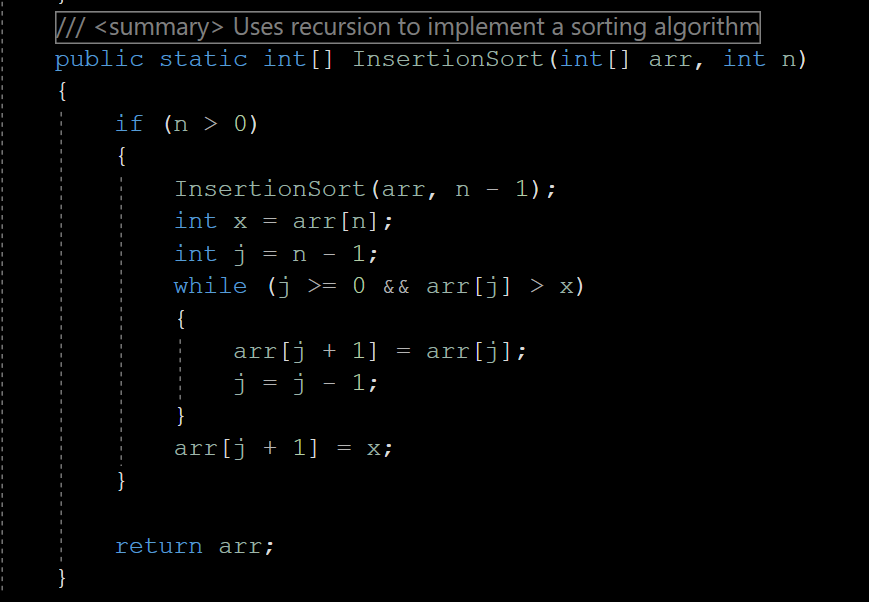 /// <summary> Uses recursion to implement a sorting algorithm
public static int[] InsertionSort(int[] arr, int n)
{
if (n > 0)
{
InsertionSort(arr, n - 1);
int x = arr[n];
int j = n - 1;
while (j >= 0 && arr[j] > x)
{
arr[j + 1] = arr[j];
j = j - 1;
}
arr[j + 1] = x;
}
return arr;
}